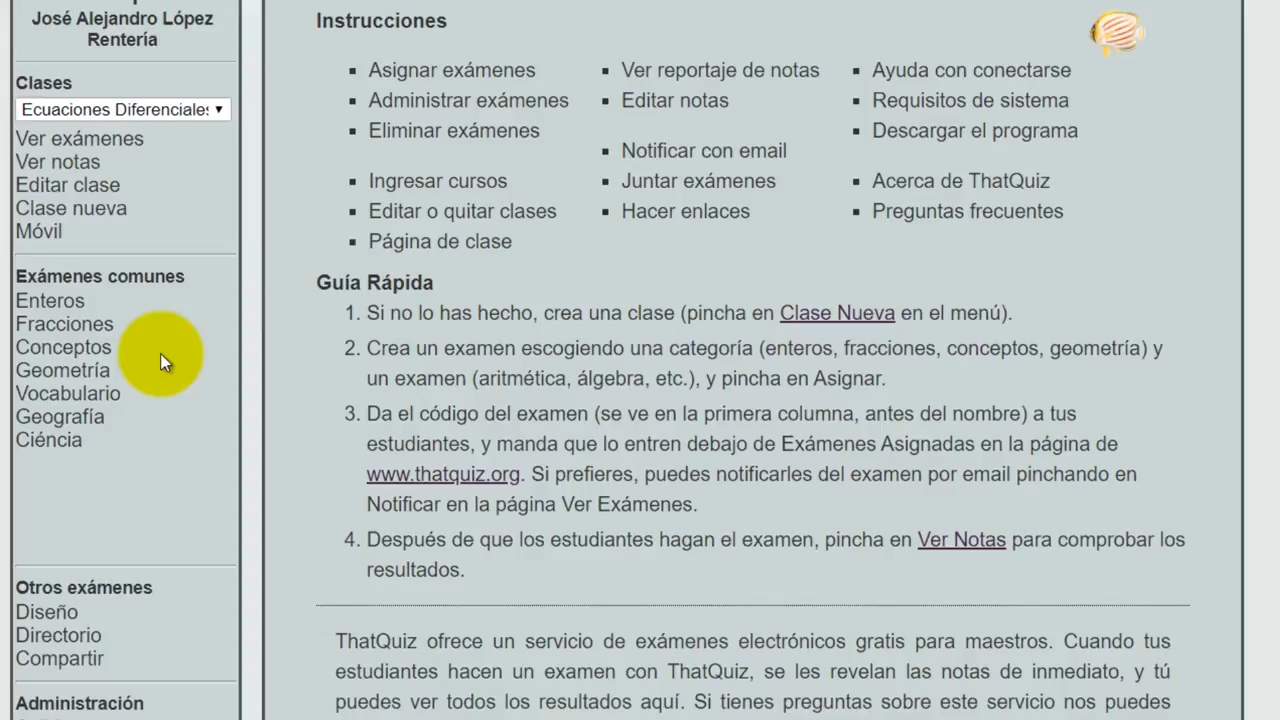 José Alejandro López
Rentería
Clases
Ecuaciones Diferenciales
Ver exámenes
Ver notas
Editar clase
Clase nueva
Móvil
Exámenes comunes
Enteros
Fracciones
Conceptos
Geometría
Vocabulario
Geografía
Ciéncia
Otros exámenes
Diseño
Directorio
Compartir
Administración
Instrucciones
Asignar exámenes
Administrar exámenes
Eliminar exámenes
Ingresar cursos
Editar o quitar clases
Página de clase
Ver reportaje de notas
Editar notas
Notificar con email
Juntar exámenes
Hacer enlaces
Ayuda con conectarse
Requisitos de sistema
Descargar el programa
Acerca de ThatQuiz
Preguntas frecuentes
Guía Rápida
1. Si no lo has hecho, crea una clase (pincha en Clase Nueva en el menú).
2. Crea un examen escogiendo una categoría (enteros, fracciones, conceptos, geometría) y
un examen (aritmética, álgebra, etc.), y pincha en Asignar.
3. Da el código del examen (se ve en la primera columna, antes del nombre) a tus
estudiantes, y manda que lo entren debajo de Exámenes Asignadas en la página de
www.thatquiz.org. Si prefieres, puedes notificarles del examen por email pinchando en
Notificar en la página Ver Exámenes.
4. Después de que los estudiantes hagan el examen, pincha en Ver Notas para comprobar los
resultados.
ThatQuiz ofrece un servicio de exámenes electrónicos gratis para maestros. Cuando tus
estudiantes hacen un examen con ThatQuiz, se les revelan las notas de inmediato, y tú
puedes ver todos los resultados aquí. Si tienes preguntas sobre este servicio nos puedes